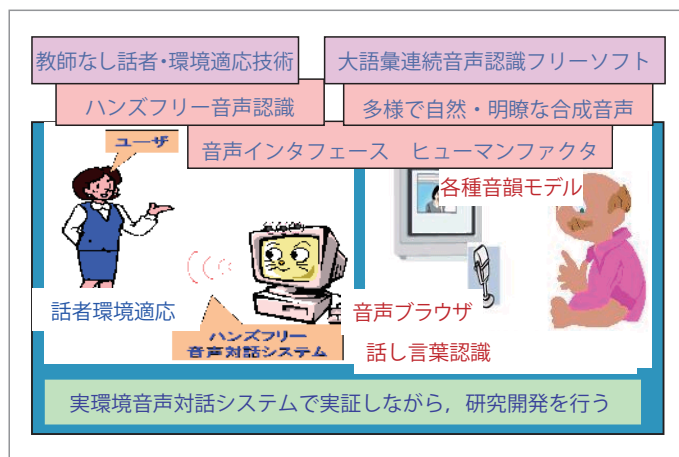 教師なし話者・環境適応技術
大語彙連続音声認識フリーソフト
ハンズフリー音声認識
多様で自然・明瞭な合成音声
音声インタフェース　ヒューマンファクタ
ユーザ
各種音韻モデル
話者環境適応
音声ブラウザ
ハンズフリー
音声対話システム
話し言葉認識
実環境音声対話システムで実証しながら，研究開発を行う